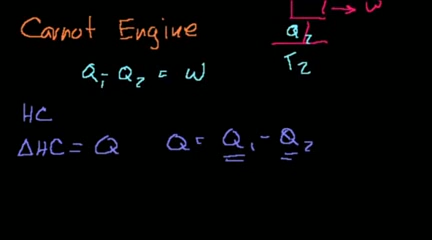 Carnot Engine
→ W
Q₂
T₂
Q₁ - Q₂ = W
HC
ΔHC = Q
Q = Q₁ - Q₂